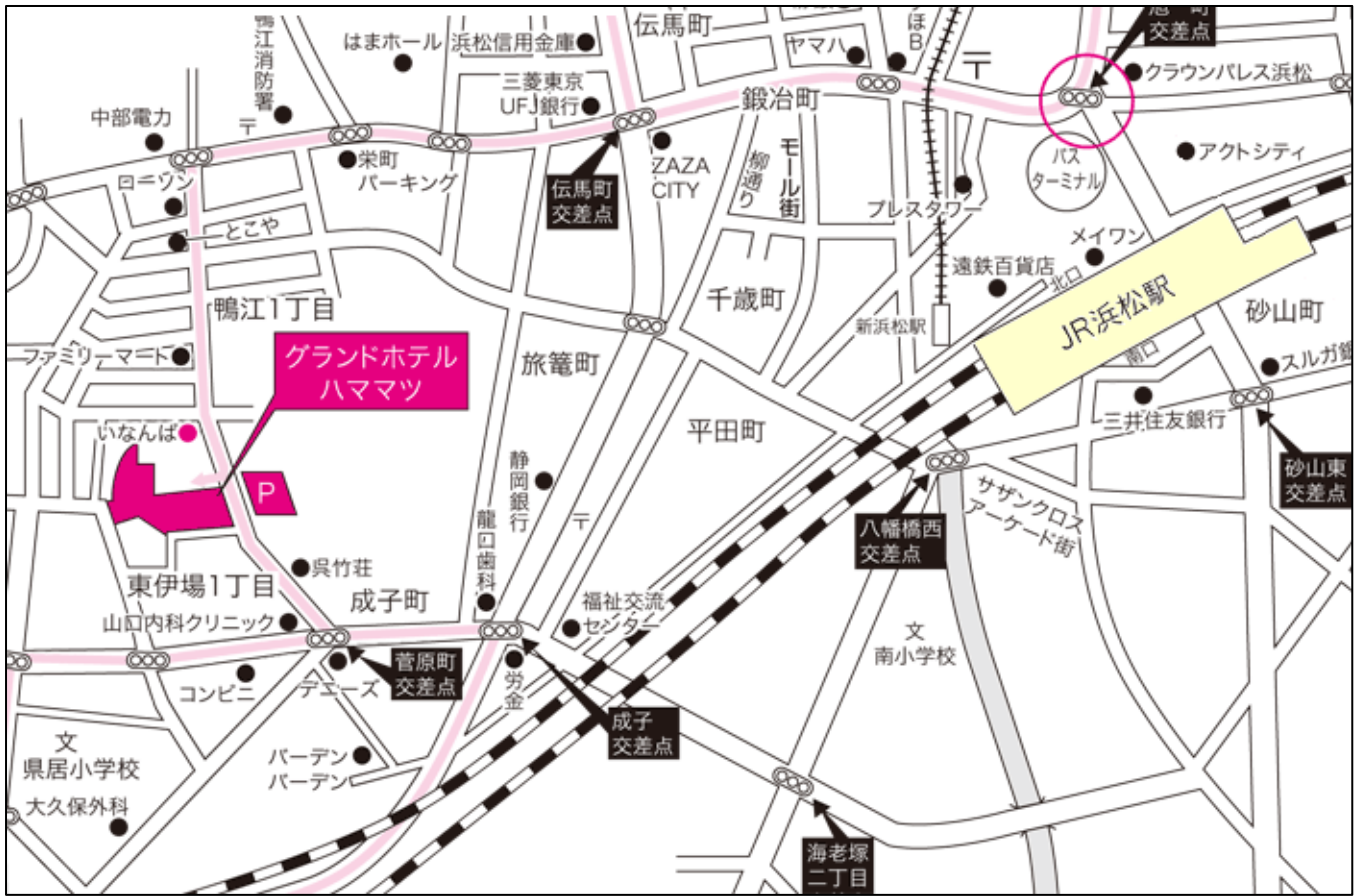 鴨江消防署
はまホール
浜松信用金庫
伝馬町
ヤマハ
交差点
クラウンパレス浜松
三菱東京
UFJ銀行
鍛冶町
中部電力
栄町
パーキング
ZAZA
CITY
柳通り
モール街
バス
ターミナル
アクトシティ
ローソン
伝馬町
交差点
プレスタワー
とこや
メイワン
遠鉄百貨店
北口
千歳町
JR浜松駅
砂山町
鴨江1丁目
新浜松駅
南口
ファミリーマート
グランドホテル
ハママツ
旅篭町
スルガ銀
三井住友銀行
平田町
いなんば
静岡銀行
P
砂山東
交差点
サザンクロス
アーケード街
八幡橋西
交差点
龍口歯科
呉竹荘
東伊場1丁目
成子町
福祉交流
センター
山口内科クリニック
文
南小学校
菅原町
交差点
コンビニ
デニーズ
労金
成子
交差点
文
県居小学校
バーデン
バーデン
大久保外科
海老塚
二丁目